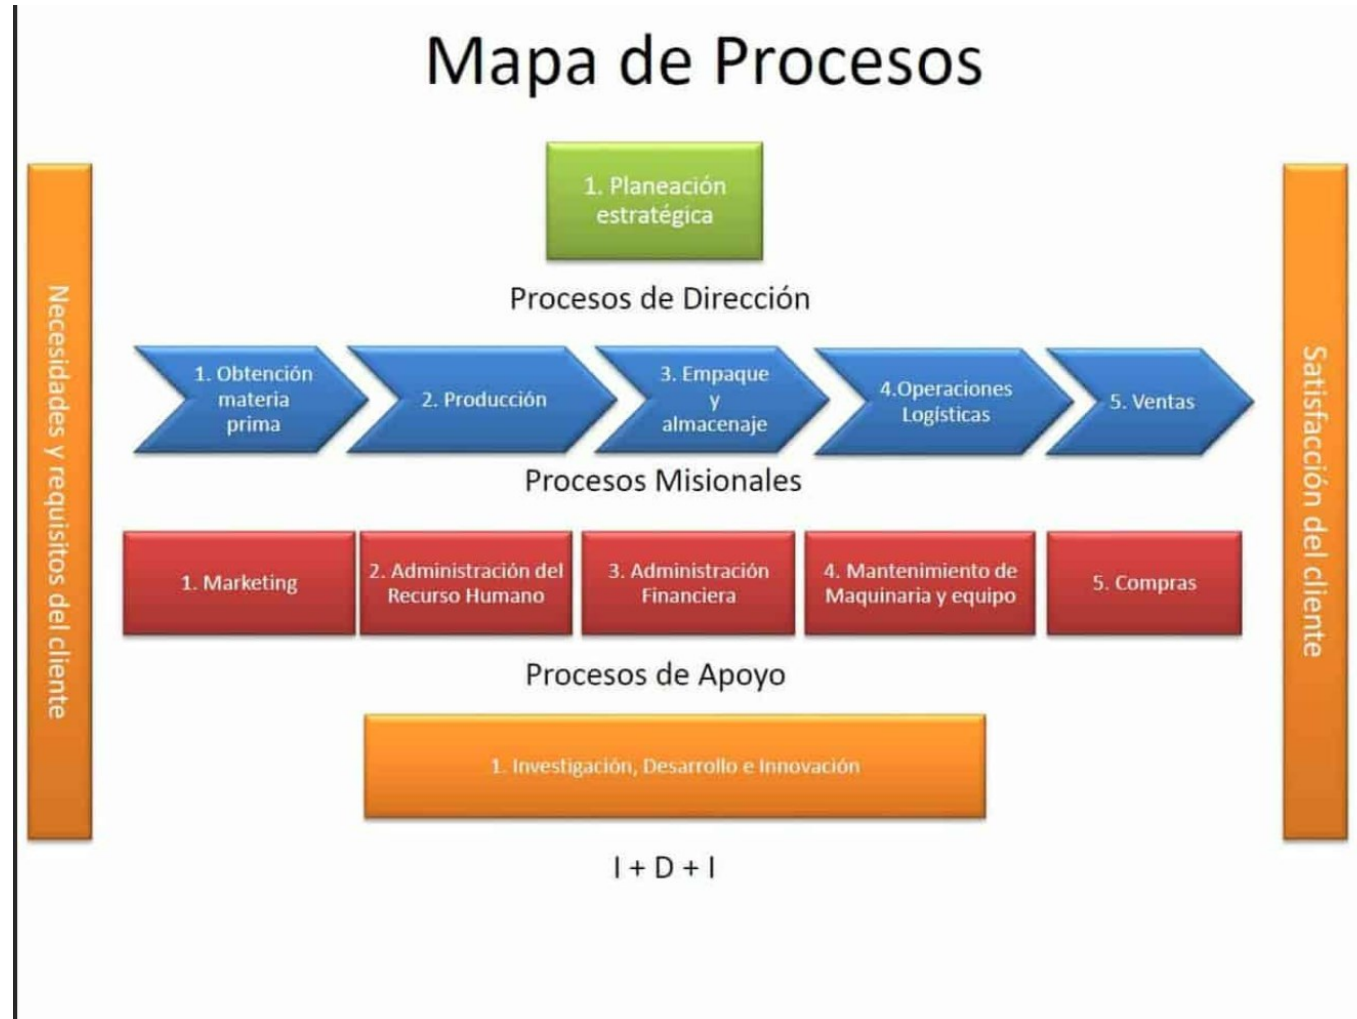 Mapa de Procesos
1. Planeación
estratégica
Procesos de Dirección
Necesidades y requisitos del cliente
1. Obtención
materia
prima
2. Producción
3. Empaque
y
almacenaje
4.Operaciones
Logísticas
5. Ventas
Procesos Misionales
1. Marketing
2. Administración del
Recurso Humano
3. Administración
Financiera
4. Mantenimiento de
Maquinaria y equipo
5. Compras
Procesos de Apoyo
1. Investigación, Desarrollo e Innovación
I + D + I
Satisfacción del cliente